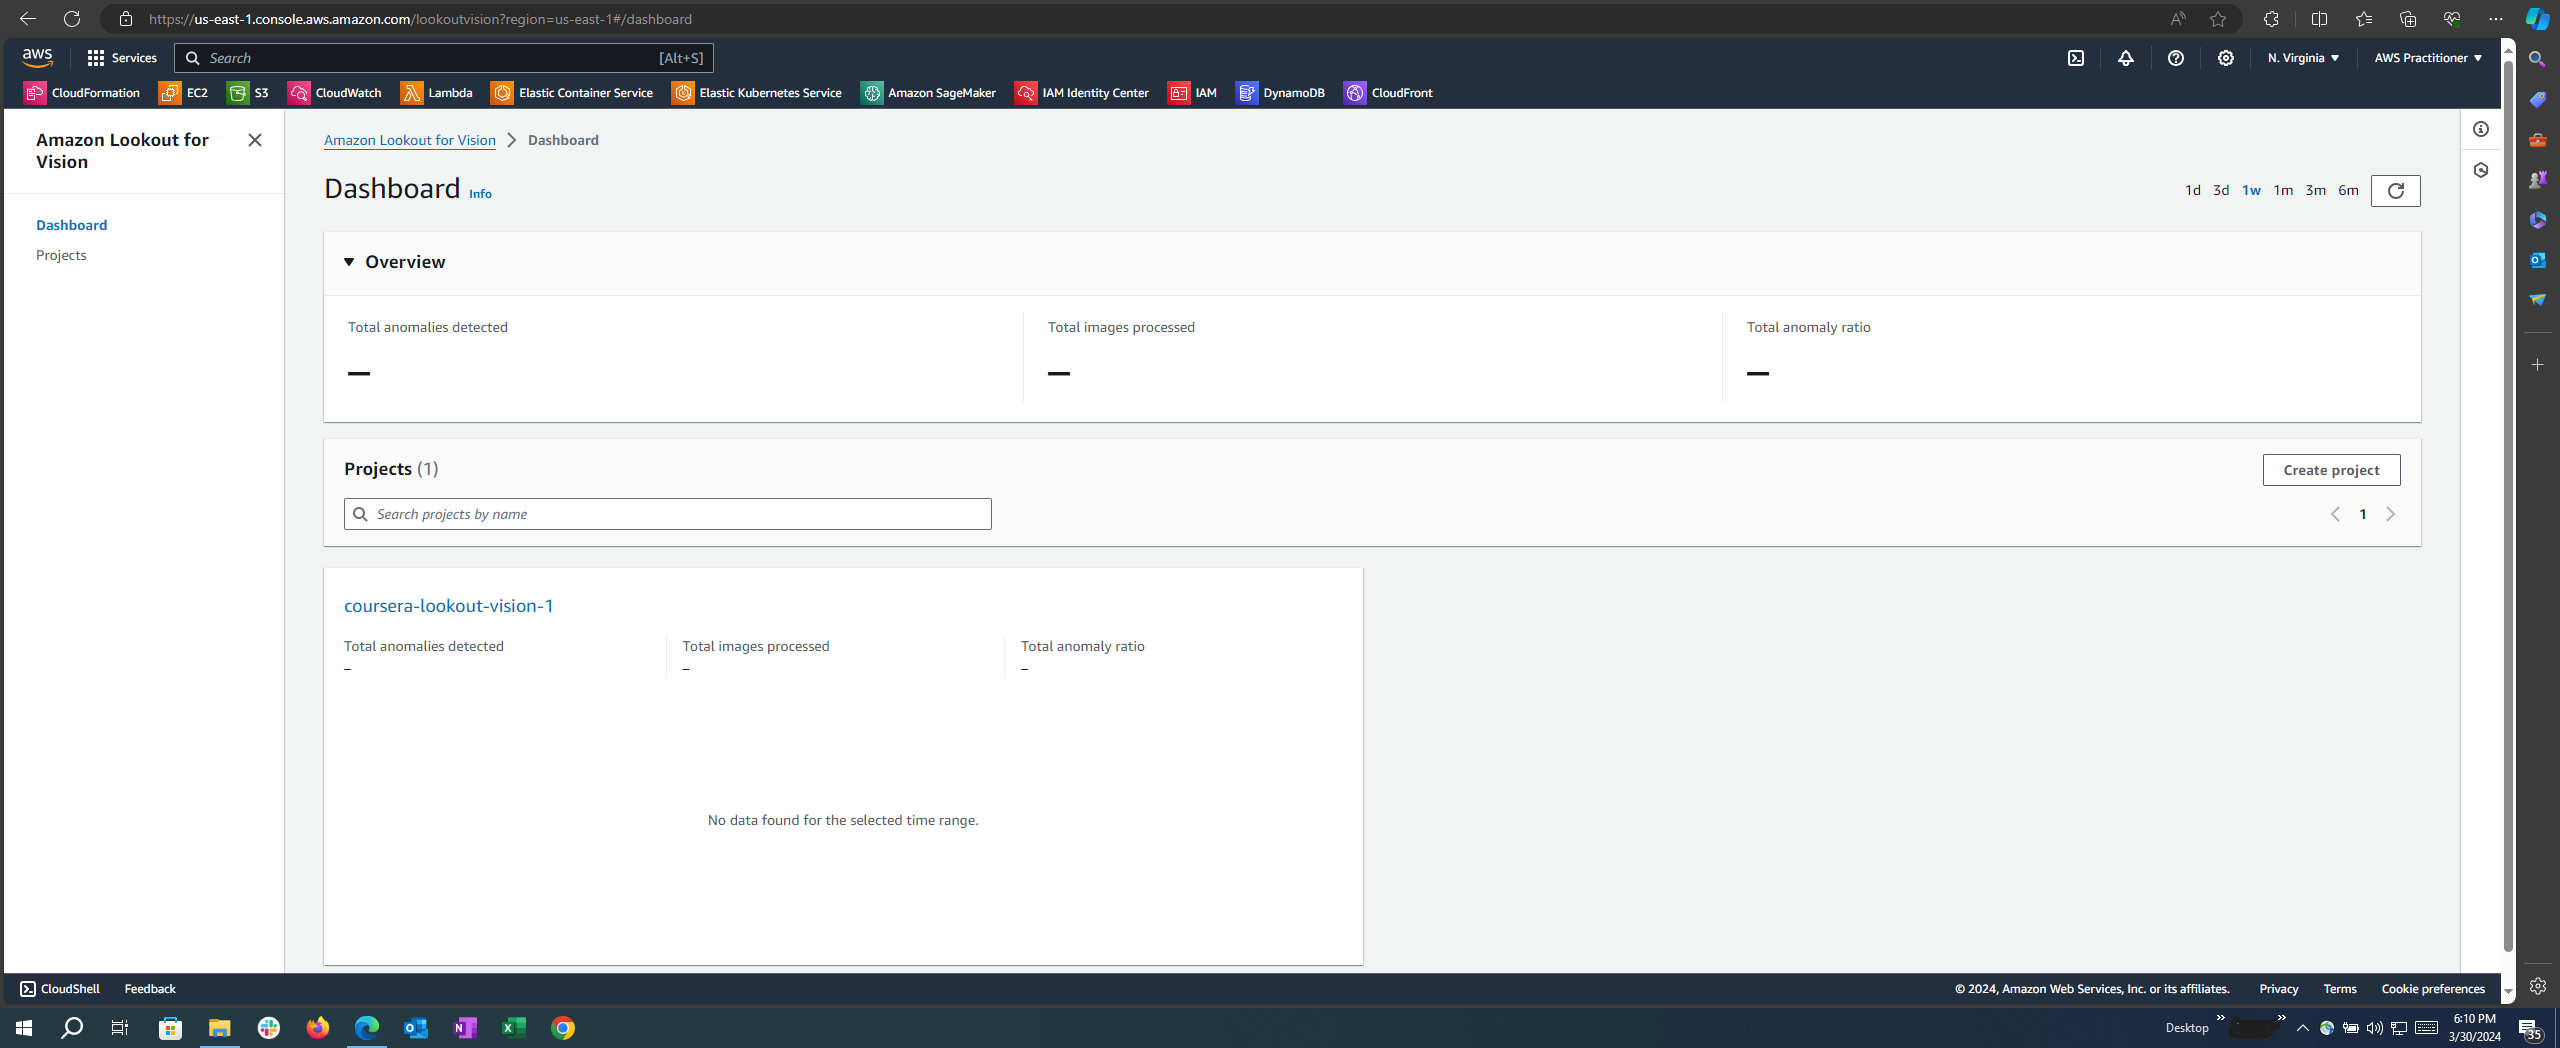 https://us-east-1.console.aws.amazon.com/lookoutvision?region=us-east-1#/dashboard
aws Services Search [Alt+S] N. Virginia ▼ AWS Practitioner ▼
CloudFormation EC2 S3 CloudWatch Lambda Elastic Container Service Elastic Kubernetes Service Amazon SageMaker IAM Identity Center IAM DynamoDB CloudFront
Amazon Lookout for
Vision
Dashboard
Projects
Amazon Lookout for Vision > Dashboard
Dashboard Info
1d 3d 1w 1m 3m 6m
▼ Overview
Total anomalies detected Total images processed Total anomaly ratio
– – –
Projects (1) Create project
Search projects by name < 1 >
coursera-lookout-vision-1
Total anomalies detected Total images processed Total anomaly ratio
– – –
No data found for the selected time range.
CloudShell Feedback © 2024, Amazon Web Services, Inc. or its affiliates. Privacy Terms Cookie preferences
Desktop » »
6:10 PM
3/30/2024
35